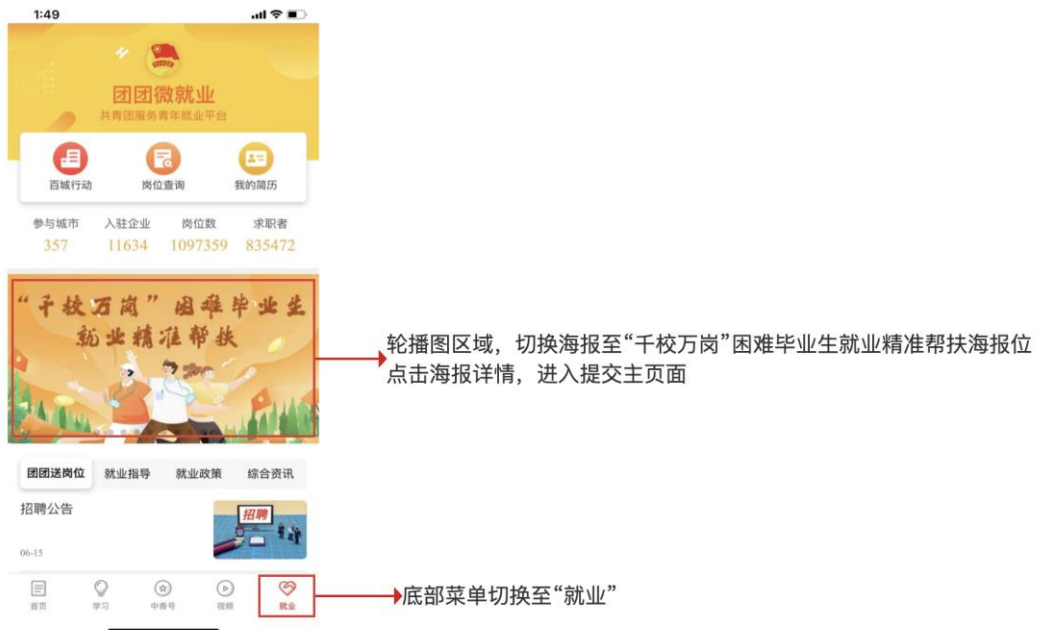 1:49
团团微就业
共青团服务青年就业平台
百城行动 岗位查询 我的简历
参与城市 入驻企业 岗位数 求职者
357 11634 1097359 835472
“千校万岗”困难毕业生
就业精准帮扶
轮播图区域，切换海报至“千校万岗”困难毕业生就业精准帮扶海报位
点击海报详情，进入提交主页面
团团送岗位 就业指导 就业政策 综合资讯
招聘公告
招聘
06-15
首页 学习 中青号 视频 就业
底部菜单切换至“就业”